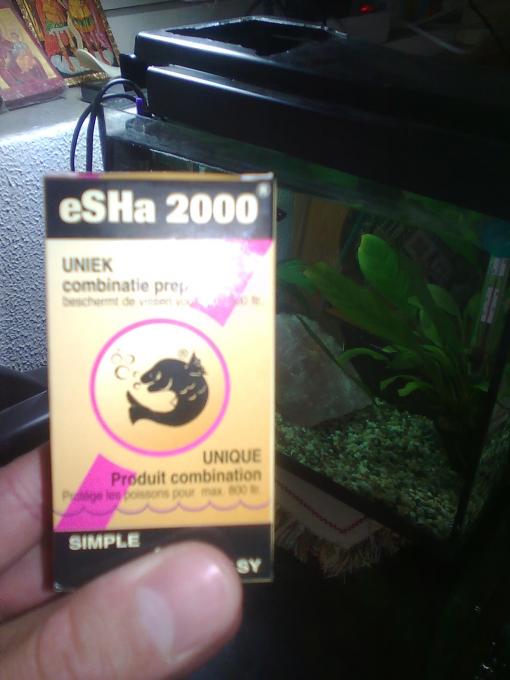 eSHa 2000®
UNIEK
combinatie prep
beschermt de vissen
UNIQUE
Produit combination
Protège les poissons pour max. 800 ltr.
SIMPLE
SY